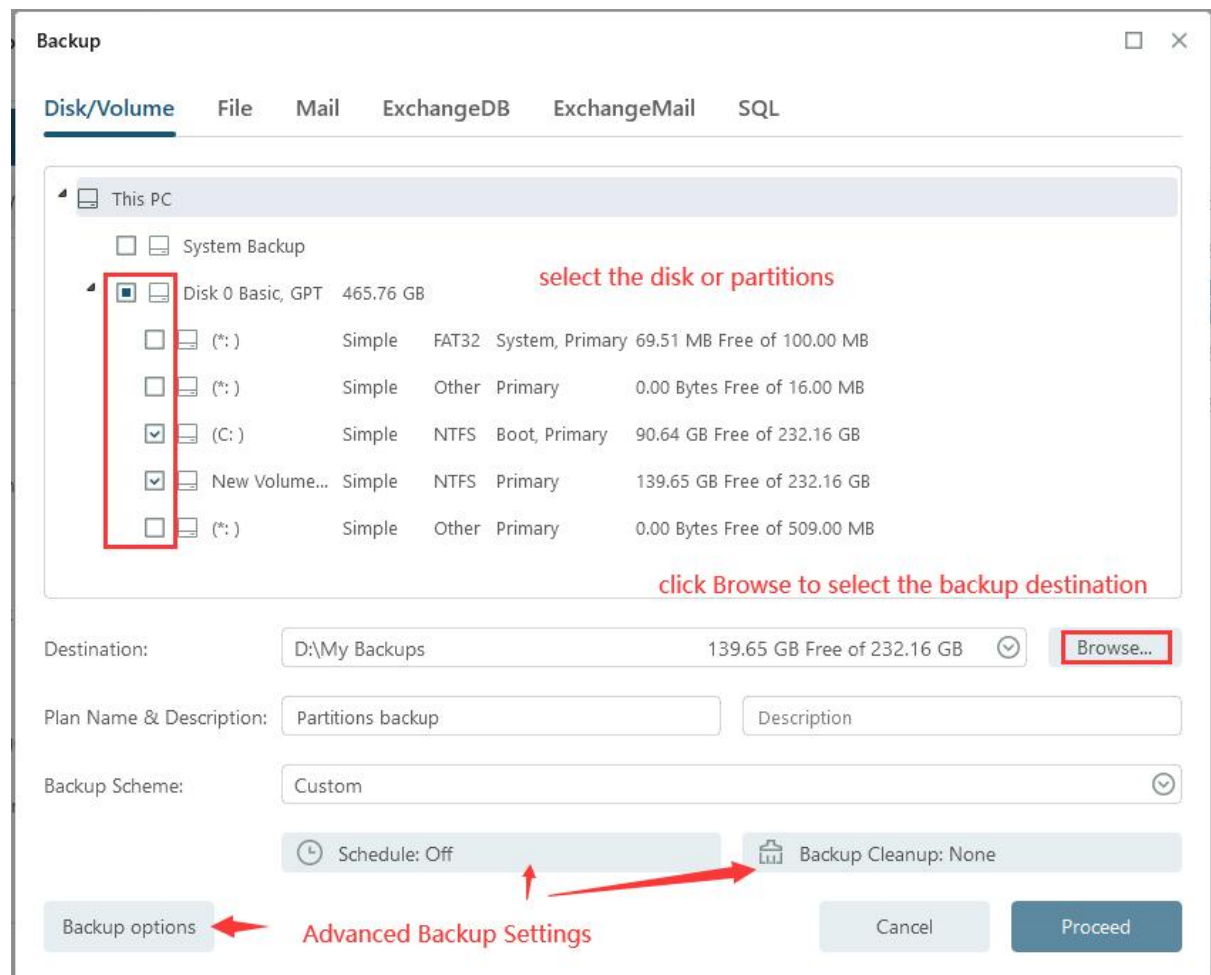 Backup
Disk/Volume File Mail ExchangeDB ExchangeMail SQL
This PC
System Backup
select the disk or partitions
Disk 0 Basic, GPT 465.76 GB
(*: ) Simple FAT32 System, Primary 69.51 MB Free of 100.00 MB
(*: ) Simple Other Primary 0.00 Bytes Free of 16.00 MB
(C: ) Simple NTFS Boot, Primary 90.64 GB Free of 232.16 GB
New Volume... Simple NTFS Primary 139.65 GB Free of 232.16 GB
(*: ) Simple Other Primary 0.00 Bytes Free of 509.00 MB
click Browse to select the backup destination
Destination: D:\My Backups 139.65 GB Free of 232.16 GB Browse...
Plan Name & Description: Partitions backup Description
Backup Scheme: Custom
Schedule: Off Backup Cleanup: None
Backup options Advanced Backup Settings Cancel Proceed